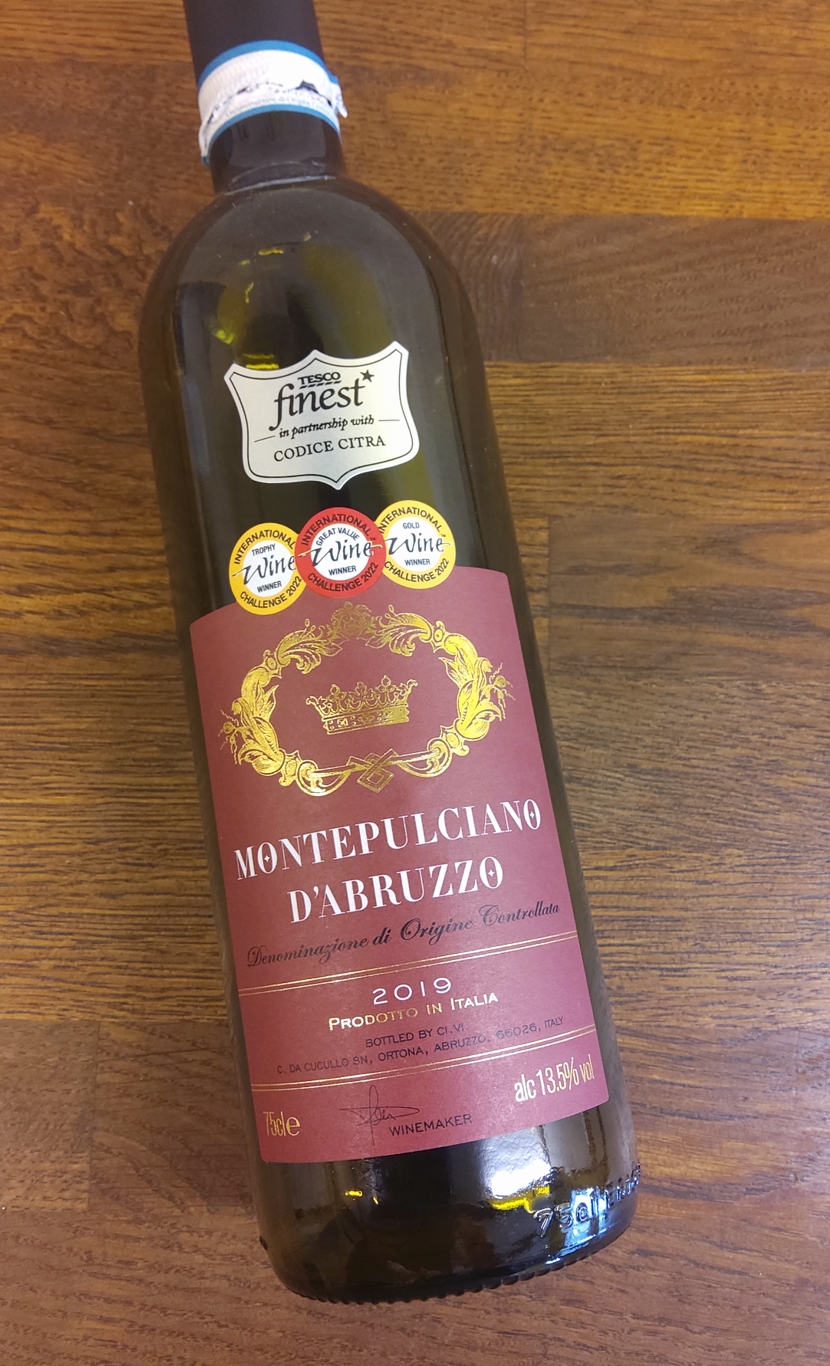 TESCO
finest
in partnership with
CODICE CITRA
INTERNATIONAL
TROPHY
Wine
WINNER
CHALLENGE 2022
INTERNATIONAL
GREAT VALUE
Wine
WINNER
CHALLENGE 2022
INTERNATIONAL
GOLD
Wine
WINNER
CHALLENGE 2022
MONTEPULCIANO
D'ABRUZZO
Denominazione di Origine Controllata
2019
PRODOTTO IN ITALIA
BOTTLED BY CI.VI
C. DA CUCULLO SN, ORTONA, ABRUZZO, 65026, ITALY
75cl e
WINEMAKER
alc 13.5% vol
75cl